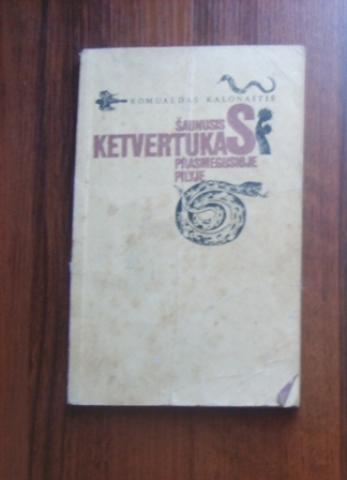 ROMUALDAS KALONAITIS
ŠAUNUSIS
KETVERTUKAS
PRASMEGUSIOJE
PILYJE